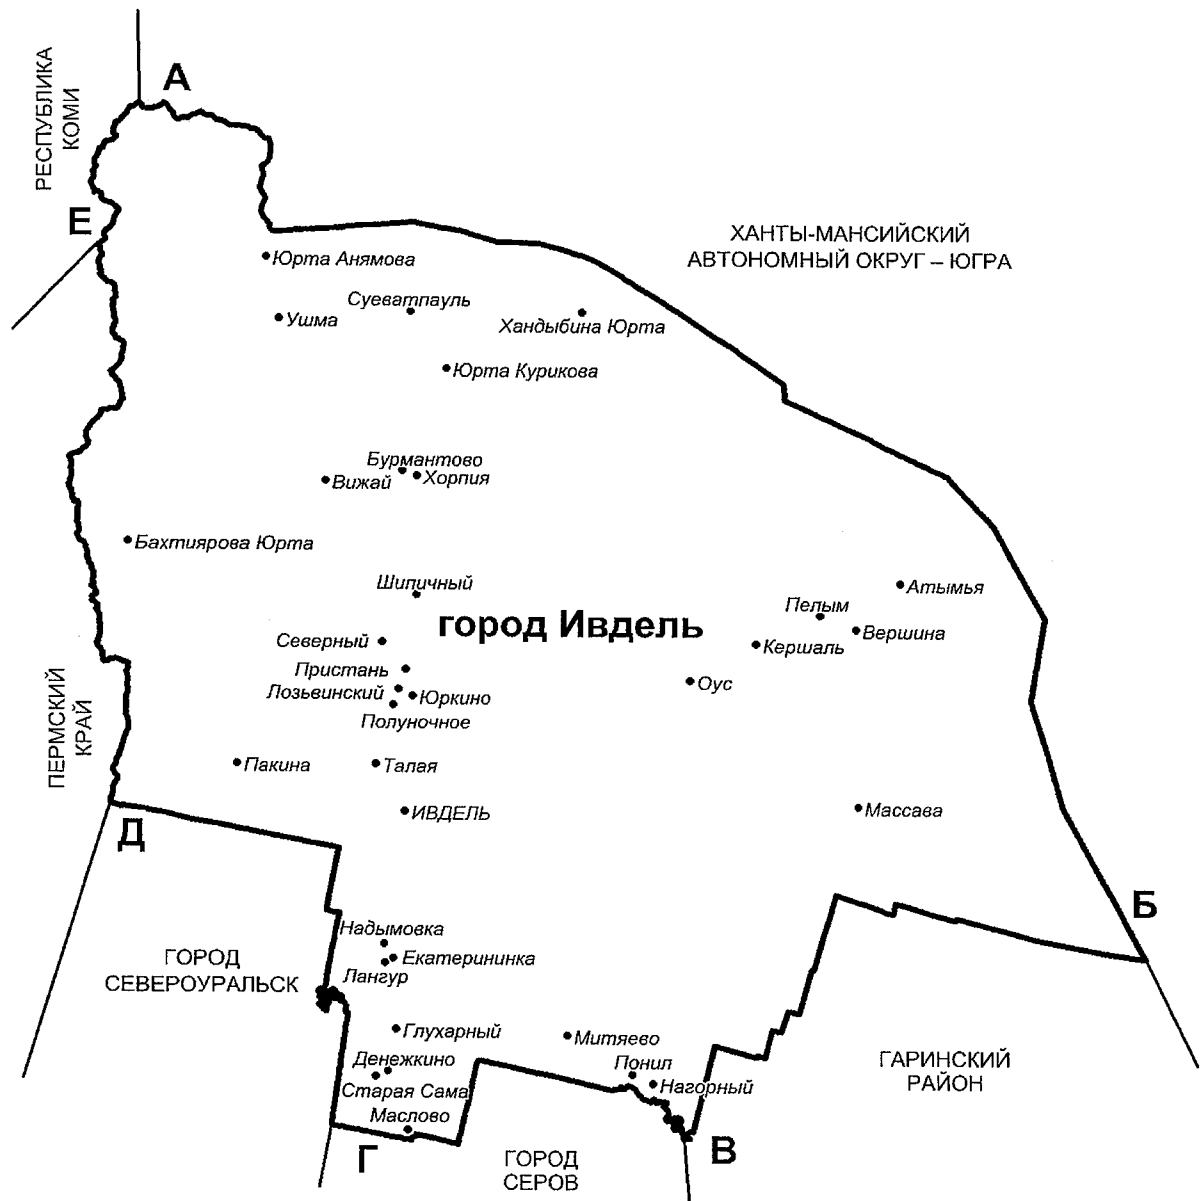 РЕСПУБЛИКА
КОМИ
А
Е
ХАНТЫ-МАНСИЙСКИЙ
АВТОНОМНЫЙ ОКРУГ – ЮГРА
Юрта Анямова
Суеватпауль
Ушма
Хандыбина Юрта
Юрта Курикова
Бурмантово
Хорпия
Вижай
Бахтиярова Юрта
Шипичный
Атымья
Пелым
город Ивдель
Вершина
Северный
Кершаль
Пристань
Оус
Лозьвинский
Юркино
Полуночное
ПЕРМСКИЙ
КРАЙ
Пакина
Талая
ИВДЕЛЬ
Массава
Д
Б
Надымовка
Екатерининка
Лангур
ГОРОД
СЕВЕРОУРАЛЬСК
Глухарный
Митяево
Денежкино
Понил
Старая Сама
Нагорный
ГАРИНСКИЙ
РАЙОН
Маслово
Г
В
ГОРОД
СЕРОВ